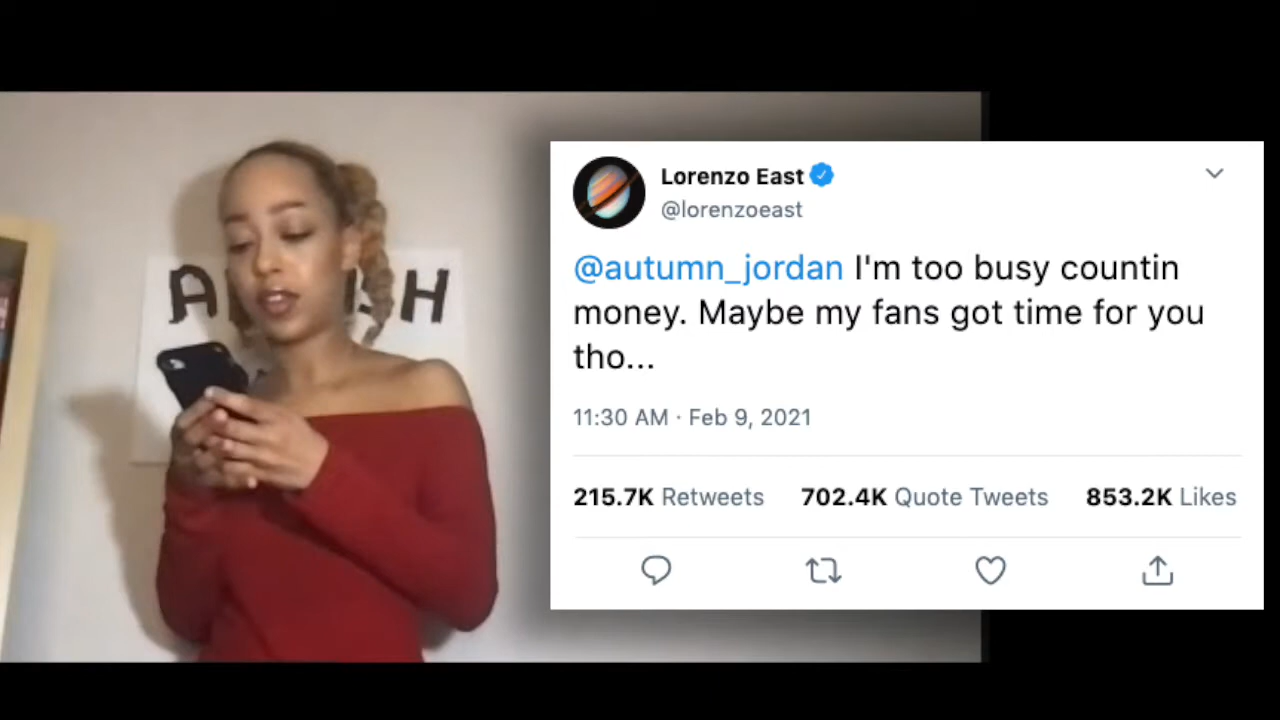 Lorenzo East
@lorenzoeast
@autumn_jordan I'm too busy countin
money. Maybe my fans got time for you
tho...
11:30 AM · Feb 9, 2021
215.7K Retweets 702.4K Quote Tweets 853.2K Likes